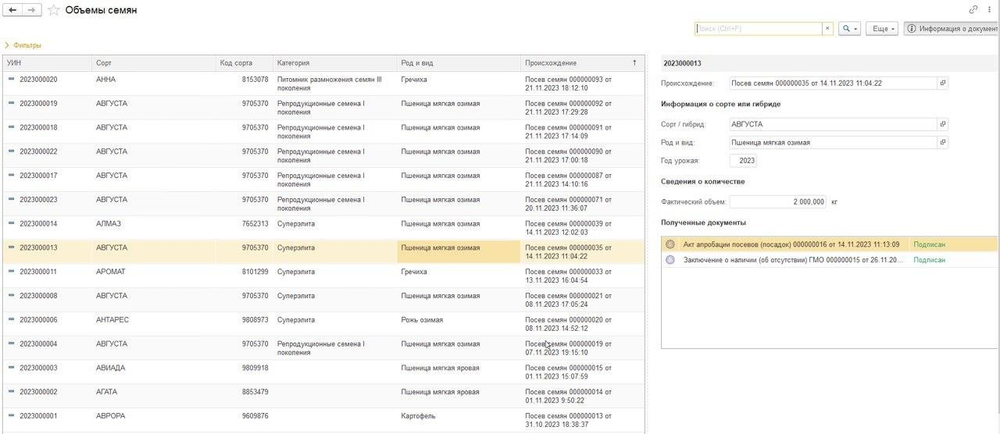 Объемы семян
Поиск (Ctrl+F)
×
Еще
Информация о документ
Фильтры
УИН Сорт Код сорта Категория Род и вид Происхождение ↑
2023000020 АННА 8153078 Питомник размножения семян III Гречиха Посев семян 000000093 от
поколения 21.11.2023 18:12:10
2023000019 АВГУСТА 9705370 Репродукционные семена I Пшеница мягкая озимая Посев семян 000000092 от
поколения 21.11.2023 17:29:28
2023000018 АВГУСТА 9705370 Репродукционные семена I Пшеница мягкая озимая Посев семян 000000091 от
поколения 21.11.2023 17:14:09
2023000022 АВГУСТА 9705370 Репродукционные семена I Пшеница мягкая озимая Посев семян 000000090 от
поколения 21.11.2023 17:00:18
2023000017 АВГУСТА 9705370 Репродукционные семена I Пшеница мягкая озимая Посев семян 000000087 от
поколения 21.11.2023 14:10:16
2023000023 АВГУСТА 9705370 Репродукционные семена I Пшеница мягкая озимая Посев семян 000000071 от
поколения 20.11.2023 11:36:07
2023000014 АЛМАЗ 7652313 Суперэлита Пшеница мягкая озимая Посев семян 000000039 от
14.11.2023 12:02:03
2023000013 АВГУСТА 9705370 Суперэлита Пшеница мягкая озимая Посев семян 000000035 от
14.11.2023 11:04:22
2023000011 АРОМАТ 8101299 Суперэлита Гречиха Посев семян 000000033 от
13.11.2023 16:04:54
2023000008 АВГУСТА 9705370 Суперэлита Пшеница мягкая озимая Посев семян 000000021 от
08.11.2023 17:05:24
2023000006 АНТАРЕС 9808973 Суперэлита Рожь озимая Посев семян 000000020 от
08.11.2023 14:52:12
2023000004 АВГУСТА 9705370 Репродукционные семена I Пшеница мягкая озимая Посев семян 000000019 от
поколения 07.11.2023 19:15:10
2023000003 АВИАДА 9809918 Пшеница мягкая яровая Посев семян 000000015 от
01.11.2023 15:07:59
2023000002 АГАТА 8853479 Пшеница мягкая яровая Посев семян 000000014 от
01.11.2023 9:50:22
2023000001 АВРОРА 9609876 Картофель Посев семян 000000013 от
31.10.2023 18:38:37
2023000013
Происхождение: Посев семян 000000035 от 14.11.2023 11:04:22
Информация о сорте или гибриде
Сорт / гибрид: АВГУСТА
Род и вид: Пшеница мягкая озимая
Год урожая: 2023
Сведения о количестве
Фактический объем: 2 000,000 кг
Полученные документы
Акт апробации посевов (посадок) 000000016 от 14.11.2023 11:13:09 Подписан
Заключение о наличии (об отсутствии) ГМО 000000015 от 26.11.20... Подписан